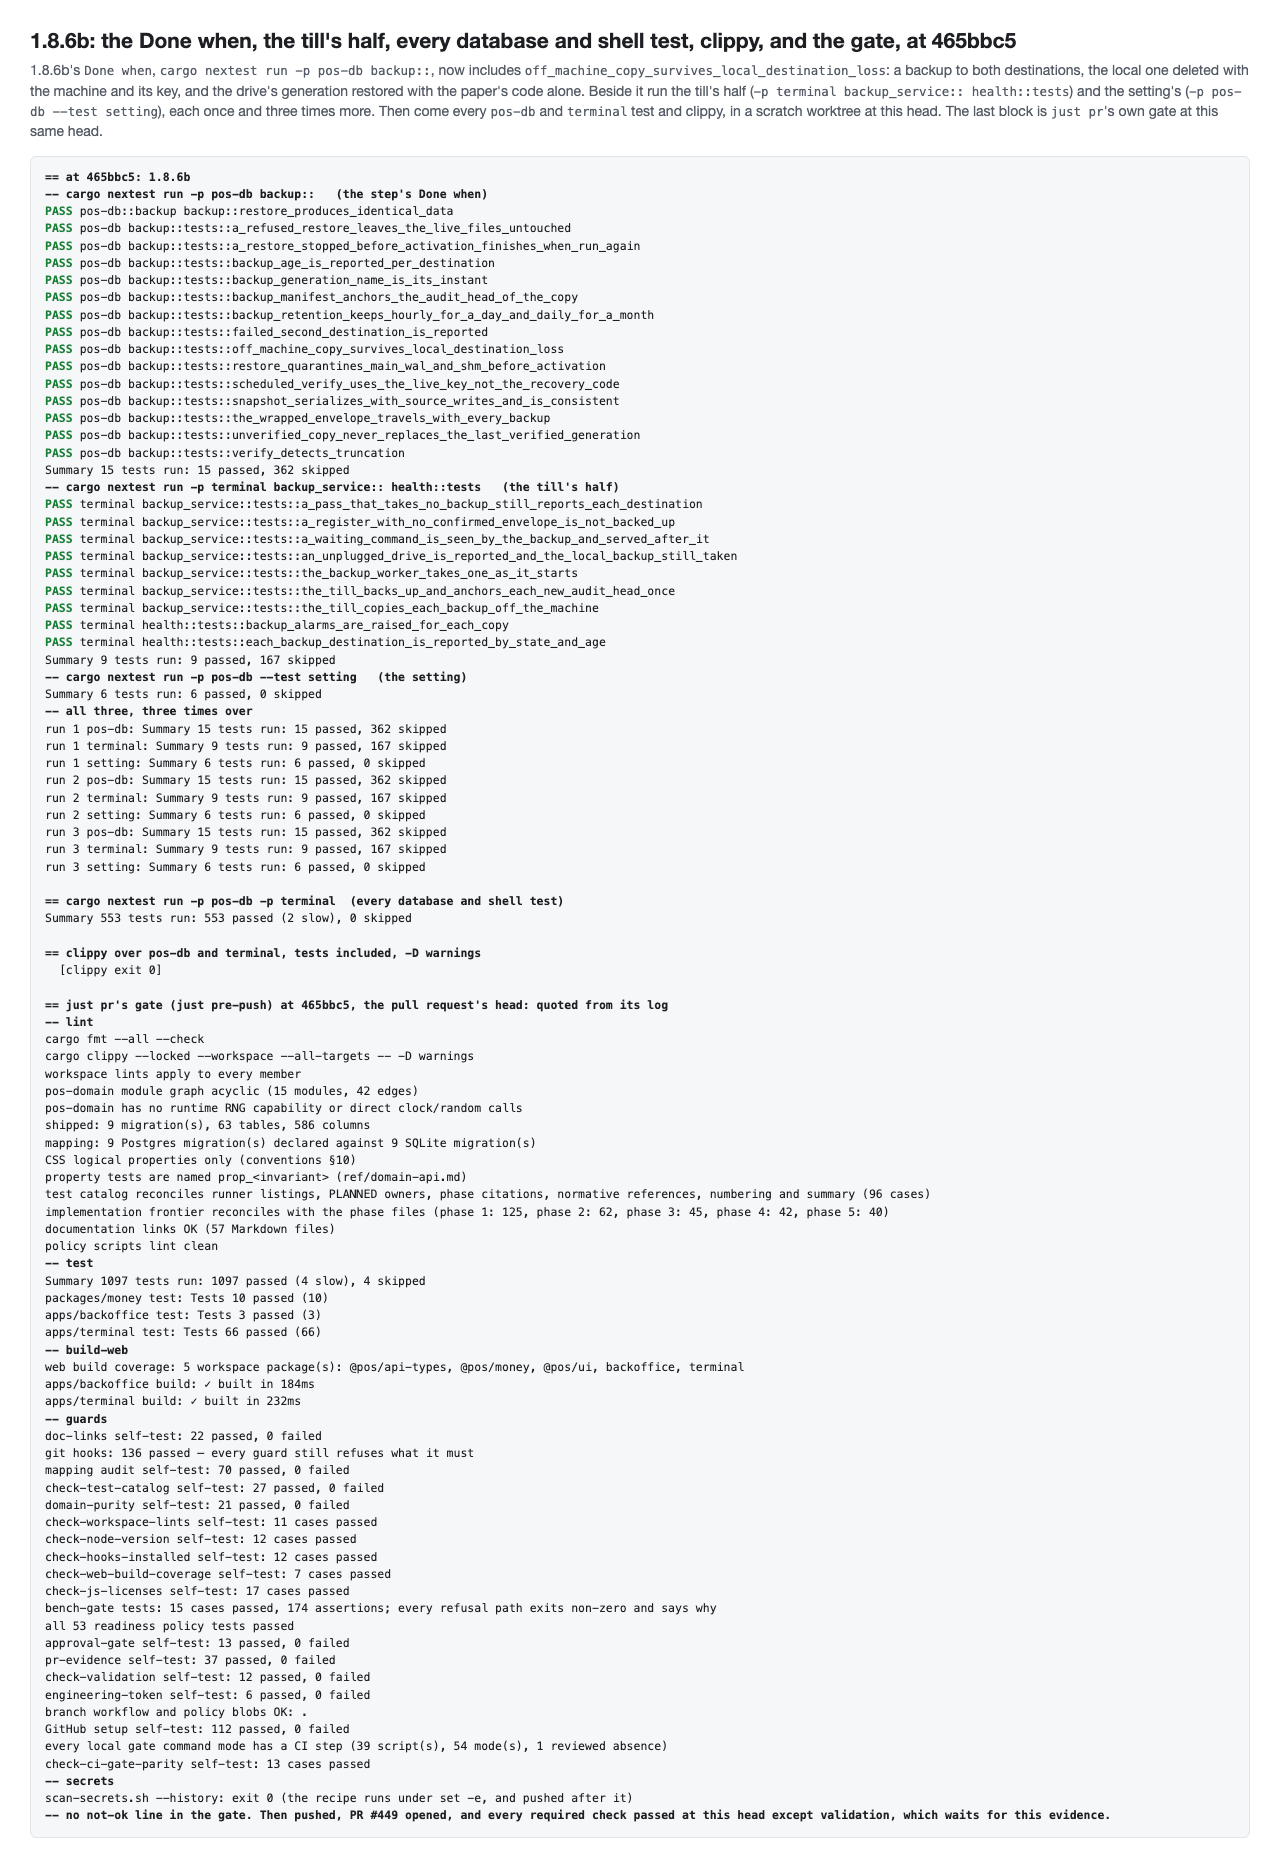 1.8.6b: the Done when, the till's half, every database and shell test, clippy, and the gate, at 465bbc5
1.8.6b's Done when, cargo nextest run -p pos-db backup::, now includes off_machine_copy_survives_local_destination_loss: a backup to both destinations, the local one deleted with
the machine and its key, and the drive's generation restored with the paper's code alone. Beside it run the till's half (-p terminal backup_service:: health::tests) and the setting's (-p pos-
db --test setting), each once and three times more. Then come every pos-db and terminal test and clippy, in a scratch worktree at this head. The last block is just pr's own gate at this
same head.
== at 465bbc5: 1.8.6b
-- cargo nextest run -p pos-db backup:: (the step's Done when)
PASS pos-db::backup backup::restore_produces_identical_data
PASS pos-db backup::tests::a_refused_restore_leaves_the_live_files_untouched
PASS pos-db backup::tests::a_restore_stopped_before_activation_finishes_when_run_again
PASS pos-db backup::tests::backup_age_is_reported_per_destination
PASS pos-db backup::tests::backup_generation_name_is_its_instant
PASS pos-db backup::tests::backup_manifest_anchors_the_audit_head_of_the_copy
PASS pos-db backup::tests::backup_retention_keeps_hourly_for_a_day_and_daily_for_a_month
PASS pos-db backup::tests::failed_second_destination_is_reported
PASS pos-db backup::tests::off_machine_copy_survives_local_destination_loss
PASS pos-db backup::tests::restore_quarantines_main_wal_and_shm_before_activation
PASS pos-db backup::tests::scheduled_verify_uses_the_live_key_not_the_recovery_code
PASS pos-db backup::tests::snapshot_serializes_with_source_writes_and_is_consistent
PASS pos-db backup::tests::the_wrapped_envelope_travels_with_every_backup
PASS pos-db backup::tests::unverified_copy_never_replaces_the_last_verified_generation
PASS pos-db backup::tests::verify_detects_truncation
Summary 15 tests run: 15 passed, 362 skipped
-- cargo nextest run -p terminal backup_service:: health::tests (the till's half)
PASS terminal backup_service::tests::a_pass_that_takes_no_backup_still_reports_each_destination
PASS terminal backup_service::tests::a_register_with_no_confirmed_envelope_is_not_backed_up
PASS terminal backup_service::tests::a_waiting_command_is_seen_by_the_backup_and_served_after_it
PASS terminal backup_service::tests::an_unplugged_drive_is_reported_and_the_local_backup_still_taken
PASS terminal backup_service::tests::the_backup_worker_takes_one_as_it_starts
PASS terminal backup_service::tests::the_till_backs_up_and_anchors_each_new_audit_head_once
PASS terminal backup_service::tests::the_till_copies_each_backup_off_the_machine
PASS terminal health::tests::backup_alarms_are_raised_for_each_copy
PASS terminal health::tests::each_backup_destination_is_reported_by_state_and_age
Summary 9 tests run: 9 passed, 167 skipped
-- cargo nextest run -p pos-db --test setting (the setting)
Summary 6 tests run: 6 passed, 0 skipped
-- all three, three times over
run 1 pos-db: Summary 15 tests run: 15 passed, 362 skipped
run 1 terminal: Summary 9 tests run: 9 passed, 167 skipped
run 1 setting: Summary 6 tests run: 6 passed, 0 skipped
run 2 pos-db: Summary 15 tests run: 15 passed, 362 skipped
run 2 terminal: Summary 9 tests run: 9 passed, 167 skipped
run 2 setting: Summary 6 tests run: 6 passed, 0 skipped
run 3 pos-db: Summary 15 tests run: 15 passed, 362 skipped
run 3 terminal: Summary 9 tests run: 9 passed, 167 skipped
run 3 setting: Summary 6 tests run: 6 passed, 0 skipped
== cargo nextest run -p pos-db -p terminal (every database and shell test)
Summary 553 tests run: 553 passed (2 slow), 0 skipped
== clippy over pos-db and terminal, tests included, -D warnings
[clippy exit 0]
== just pr's gate (just pre-push) at 465bbc5, the pull request's head: quoted from its log
-- lint
cargo fmt --all --check
cargo clippy --locked --workspace --all-targets -- -D warnings
workspace lints apply to every member
pos-domain module graph acyclic (15 modules, 42 edges)
pos-domain has no runtime RNG capability or direct clock/random calls
shipped: 9 migration(s), 63 tables, 586 columns
mapping: 9 Postgres migration(s) declared against 9 SQLite migration(s)
CSS logical properties only (conventions §10)
property tests are named prop_<invariant> (ref/domain-api.md)
test catalog reconciles runner listings, PLANNED owners, phase citations, normative references, numbering and summary (96 cases)
implementation frontier reconciles with the phase files (phase 1: 125, phase 2: 62, phase 3: 45, phase 4: 42, phase 5: 40)
documentation links OK (57 Markdown files)
policy scripts lint clean
-- test
Summary 1097 tests run: 1097 passed (4 slow), 4 skipped
packages/money test: Tests 10 passed (10)
apps/backoffice test: Tests 3 passed (3)
apps/terminal test: Tests 66 passed (66)
-- build-web
web build coverage: 5 workspace package(s): @pos/api-types, @pos/money, @pos/ui, backoffice, terminal
apps/backoffice build: ✓ built in 184ms
apps/terminal build: ✓ built in 232ms
-- guards
doc-links self-test: 22 passed, 0 failed
git hooks: 136 passed — every guard still refuses what it must
mapping audit self-test: 70 passed, 0 failed
check-test-catalog self-test: 27 passed, 0 failed
domain-purity self-test: 21 passed, 0 failed
check-workspace-lints self-test: 11 cases passed
check-node-version self-test: 12 cases passed
check-hooks-installed self-test: 12 cases passed
check-web-build-coverage self-test: 7 cases passed
check-js-licenses self-test: 17 cases passed
bench-gate tests: 15 cases passed, 174 assertions; every refusal path exits non-zero and says why
all 53 readiness policy tests passed
approval-gate self-test: 13 passed, 0 failed
pr-evidence self-test: 37 passed, 0 failed
check-validation self-test: 12 passed, 0 failed
engineering-token self-test: 6 passed, 0 failed
branch workflow and policy blobs OK: .
GitHub setup self-test: 112 passed, 0 failed
every local gate command mode has a CI step (39 script(s), 54 mode(s), 1 reviewed absence)
check-ci-gate-parity self-test: 13 cases passed
-- secrets
scan-secrets.sh --history: exit 0 (the recipe runs under set -e, and pushed after it)
-- no not-ok line in the gate. Then pushed, PR #449 opened, and every required check passed at this head except validation, which waits for this evidence.